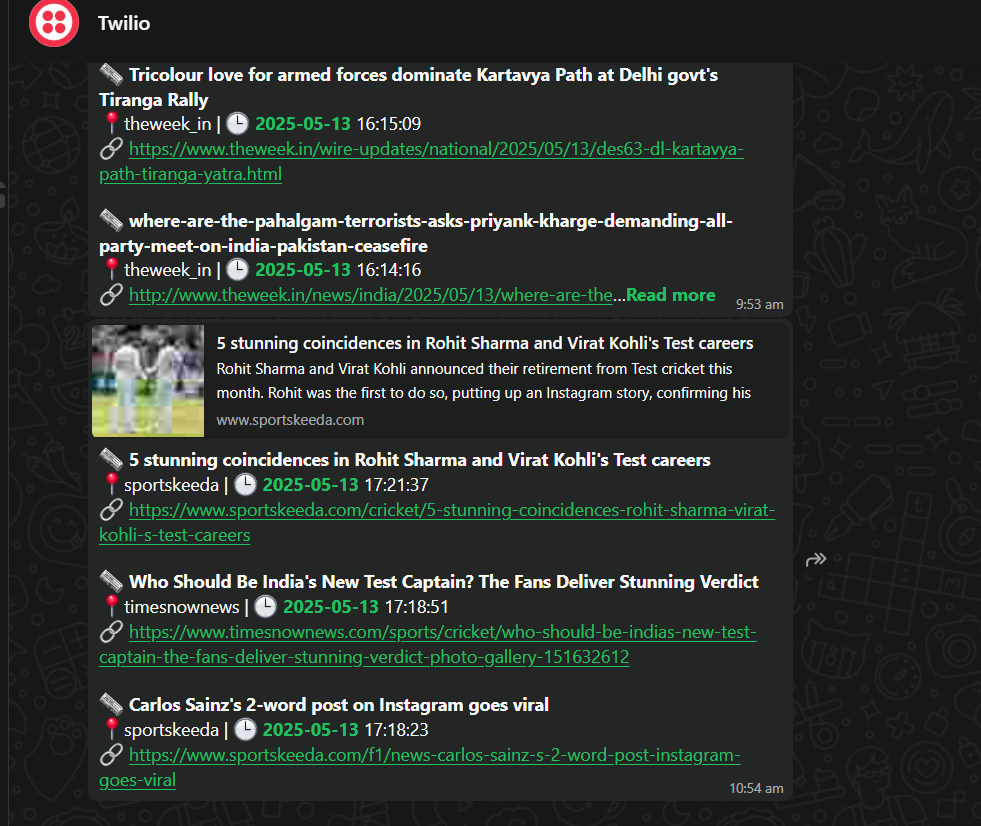 Twilio
Tricolour love for armed forces dominate Kartavya Path at Delhi govt's
Tiranga Rally
theweek_in | 2025-05-13 16:15:09
https://www.theweek.in/wire-updates/national/2025/05/13/des63-dl-kartavya-
path-tiranga-yatra.html
where-are-the-pahalgam-terrorists-asks-priyank-kharge-demanding-all-
party-meet-on-india-pakistan-ceasefire
theweek_in | 2025-05-13 16:14:16
http://www.theweek.in/news/india/2025/05/13/where-are-the...Read more
9:53 am
5 stunning coincidences in Rohit Sharma and Virat Kohli's Test careers
Rohit Sharma and Virat Kohli announced their retirement from Test cricket this
month. Rohit was the first to do so, putting up an Instagram story, confirming his
www.sportskeeda.com
5 stunning coincidences in Rohit Sharma and Virat Kohli's Test careers
sportskeeda | 2025-05-13 17:21:37
https://www.sportskeeda.com/cricket/5-stunning-coincidences-rohit-sharma-virat-
kohli-s-test-careers
Who Should Be India's New Test Captain? The Fans Deliver Stunning Verdict
timesnownews | 2025-05-13 17:18:51
https://www.timesnownews.com/sports/cricket/who-should-be-indias-new-test-
captain-the-fans-deliver-stunning-verdict-photo-gallery-151632612
Carlos Sainz's 2-word post on Instagram goes viral
sportskeeda | 2025-05-13 17:18:23
https://www.sportskeeda.com/f1/news-carlos-sainz-s-2-word-post-instagram-
goes-viral
10:54 am